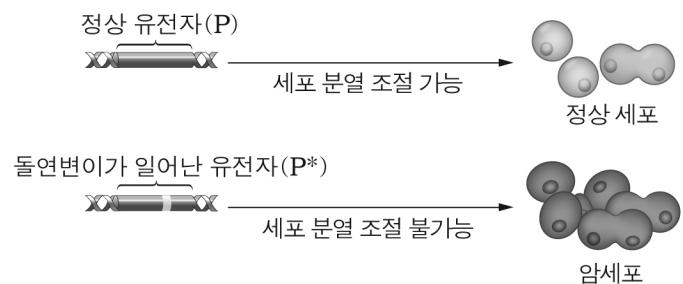 정상 유전자(P)
세포 분열 조절 가능
정상 세포
돌연변이가 일어난 유전자(P*)
세포 분열 조절 불가능
암세포